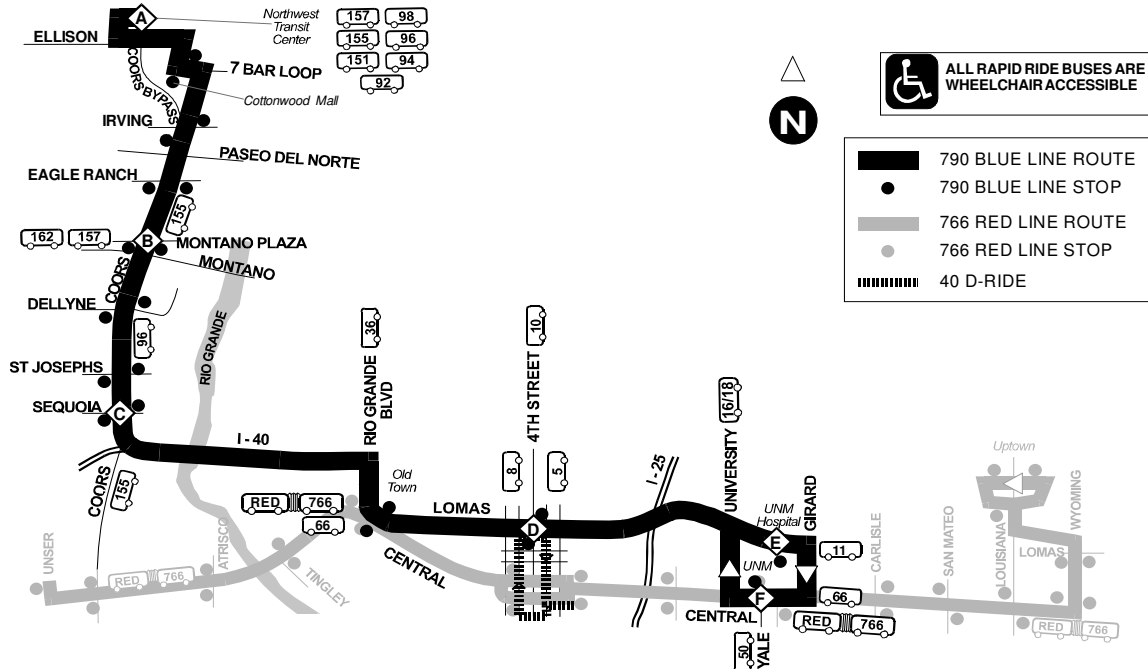 A
Northwest
Transit
Center
157
98
155
96
151
94
92
ELLISON
COORS BYPASS
7 BAR LOOP
Cottonwood Mall
IRVING
PASEO DEL NORTE
EAGLE RANCH
155
162
157
B
MONTANO PLAZA
MONTANO
COORS
DELLYNE
96
RIO GRANDE
ST JOSEPHS
SEQUOIA
C
I - 40
COORS
155
36
RIO GRANDE
BLVD
10
4TH STREET
8
5
Old
Town
LOMAS
D
RED
766
66
CENTRAL
I - 25
16/18
UNIVERSITY
UNM
Hospital
GIRARD
E
11
UNM
F
66
CENTRAL
RED
766
50
YALE
UNSER
RED
766
ATRISCO
TINGLEY
CARLISLE
SAN MATEO
LOUISIANA
Uptown
WYOMING
LOMAS
RED
766
N
ALL RAPID RIDE BUSES ARE
WHEELCHAIR ACCESSIBLE
790 BLUE LINE ROUTE
790 BLUE LINE STOP
766 RED LINE ROUTE
766 RED LINE STOP
40 D-RIDE